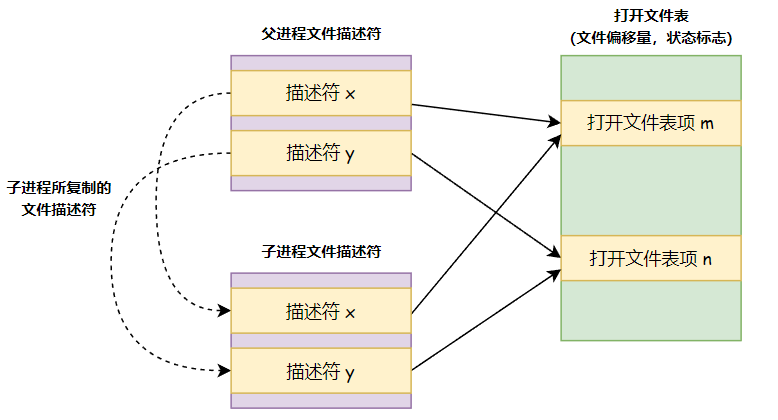 父进程文件描述符
描述符 x
描述符 y
子进程所复制的
文件描述符
子进程文件描述符
描述符 x
描述符 y
打开文件表
(文件偏移量，状态标志)
打开文件表项 m
打开文件表项 n